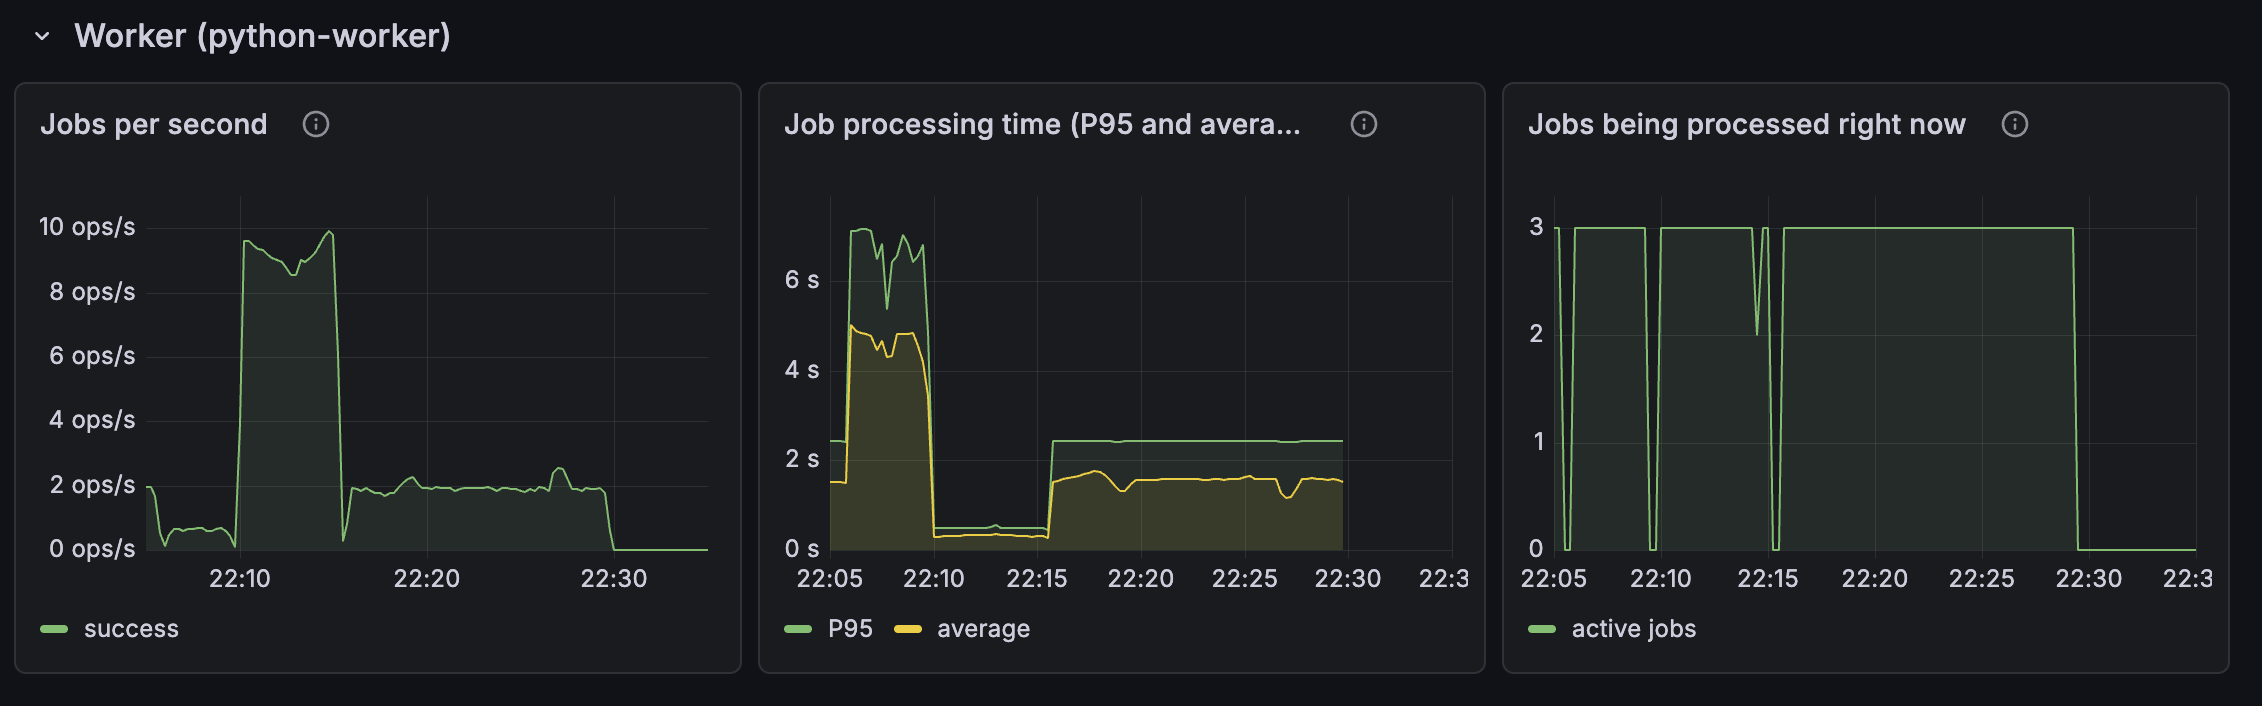 Worker (python-worker)
Jobs per second
10 ops/s
8 ops/s
6 ops/s
4 ops/s
2 ops/s
0 ops/s
22:10 22:20 22:30
success
Job processing time (P95 and avera...
6 s
4 s
2 s
0 s
22:05 22:10 22:15 22:20 22:25 22:30 22:3
P95 average
Jobs being processed right now
3
2
1
0
22:05 22:10 22:15 22:20 22:25 22:30 22:3
active jobs